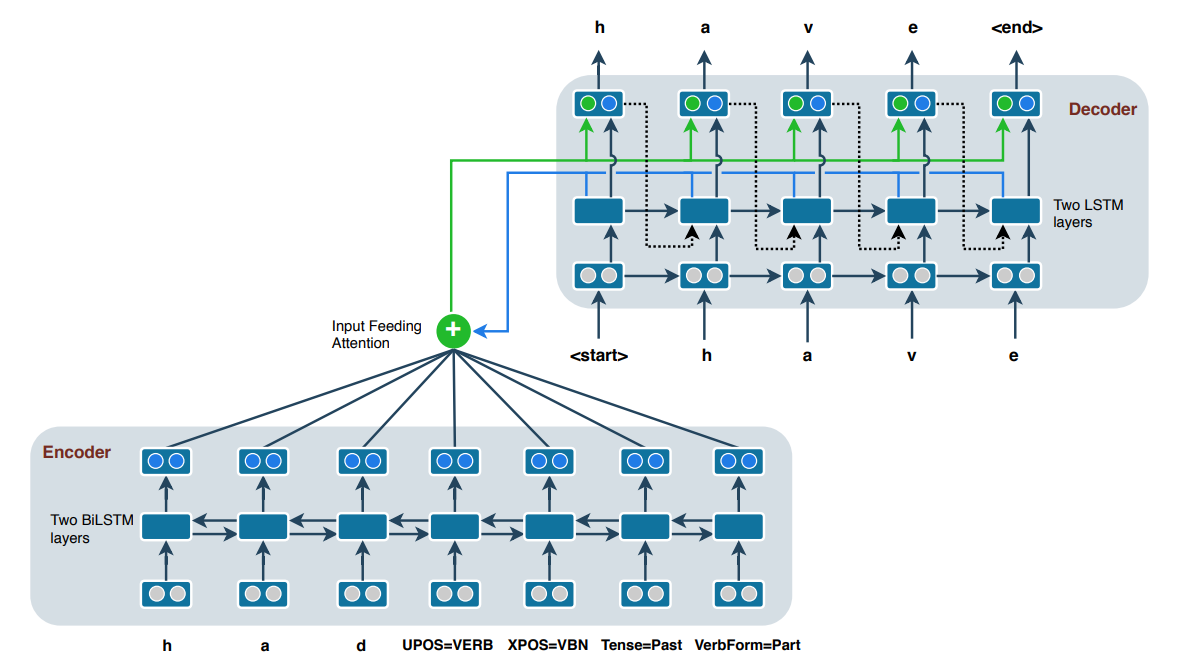 h a v e <end>
Decoder
Two LSTM
layers
Input Feeding
Attention
+
<start> h a v e
Encoder
Two BiLSTM
layers
h a d UPOS=VERB XPOS=VBN Tense=Past VerbForm=Part